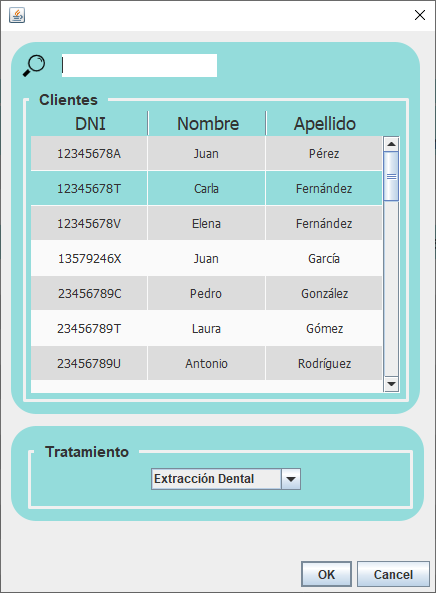 Clientes
DNI Nombre Apellido
12345678A Juan Pérez
12345678T Carla Fernández
12345678V Elena Fernández
13579246X Juan García
23456789C Pedro González
23456789T Laura Gómez
23456789U Antonio Rodríguez
Tratamiento
Extracción Dental
OK Cancel